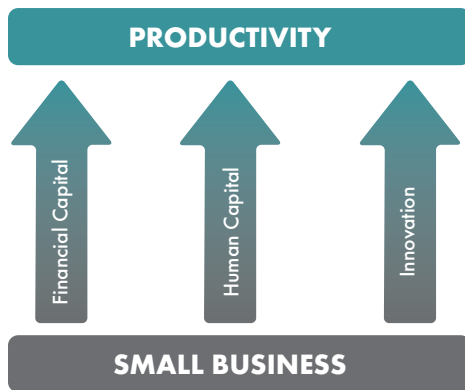 PRODUCTIVITY
Financial Capital
Human Capital
Innovation
SMALL BUSINESS